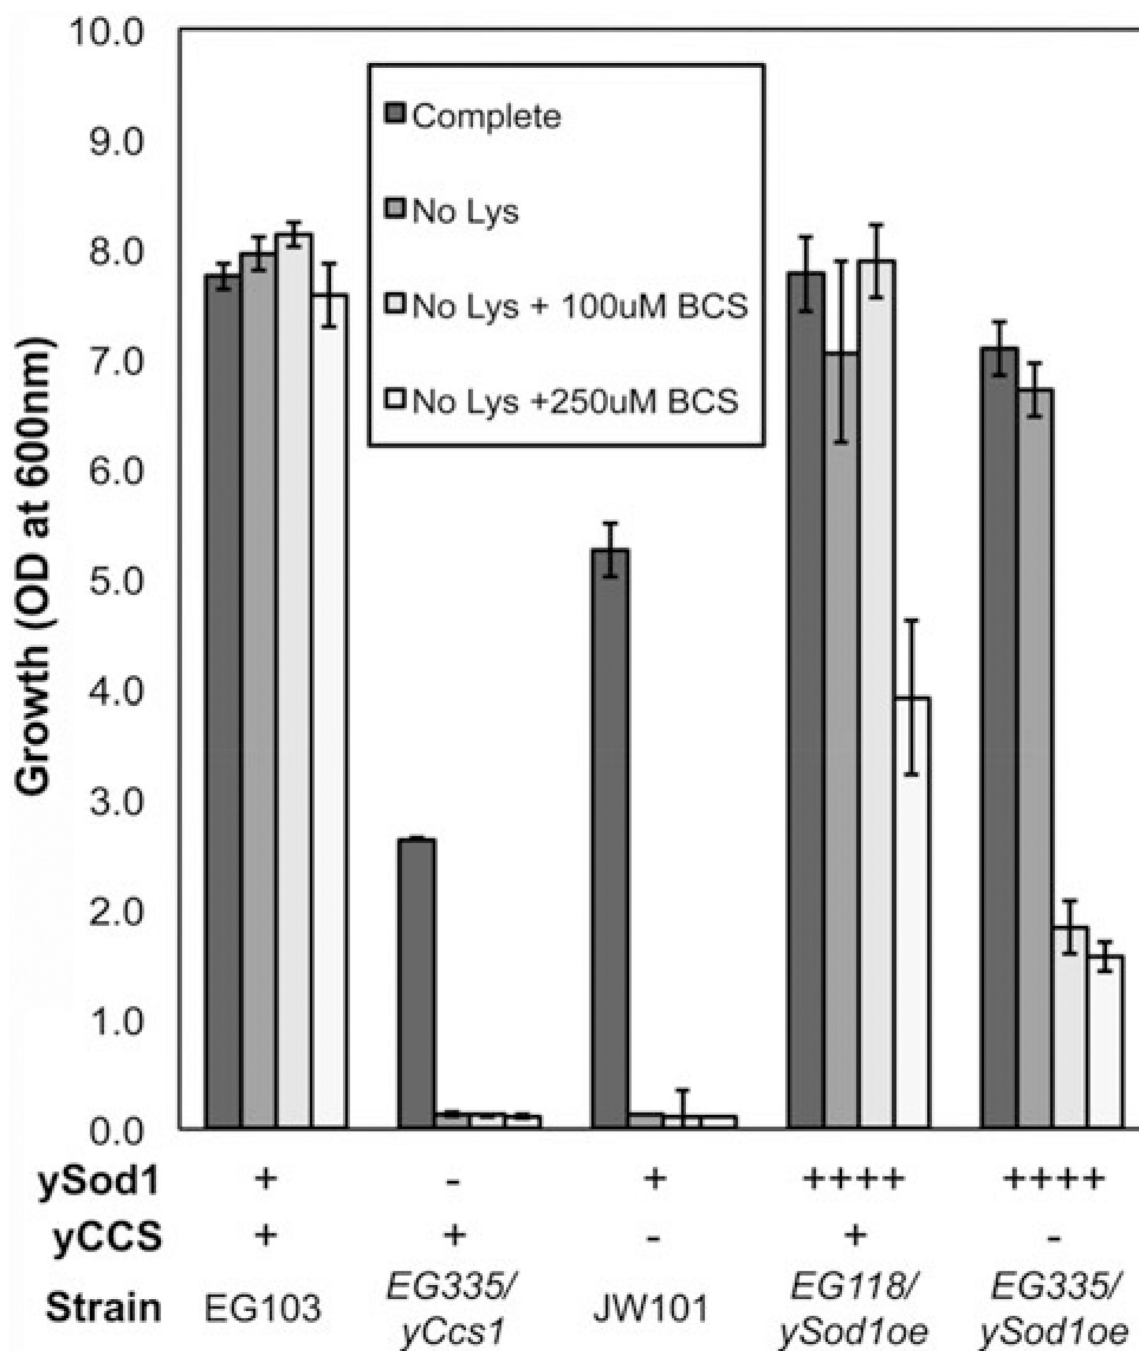 10.0
9.0
8.0
7.0
6.0
5.0
4.0
3.0
2.0
1.0
0.0
Growth (OD at 600nm)
Complete
No Lys
No Lys + 100uM BCS
No Lys +250uM BCS
ySod1 + - + ++++ ++++
yCCS + + - + -
Strain EG103 EG335/ JW101 EG118/ EG335/
yCcs1 ySod1oe ySod1oe